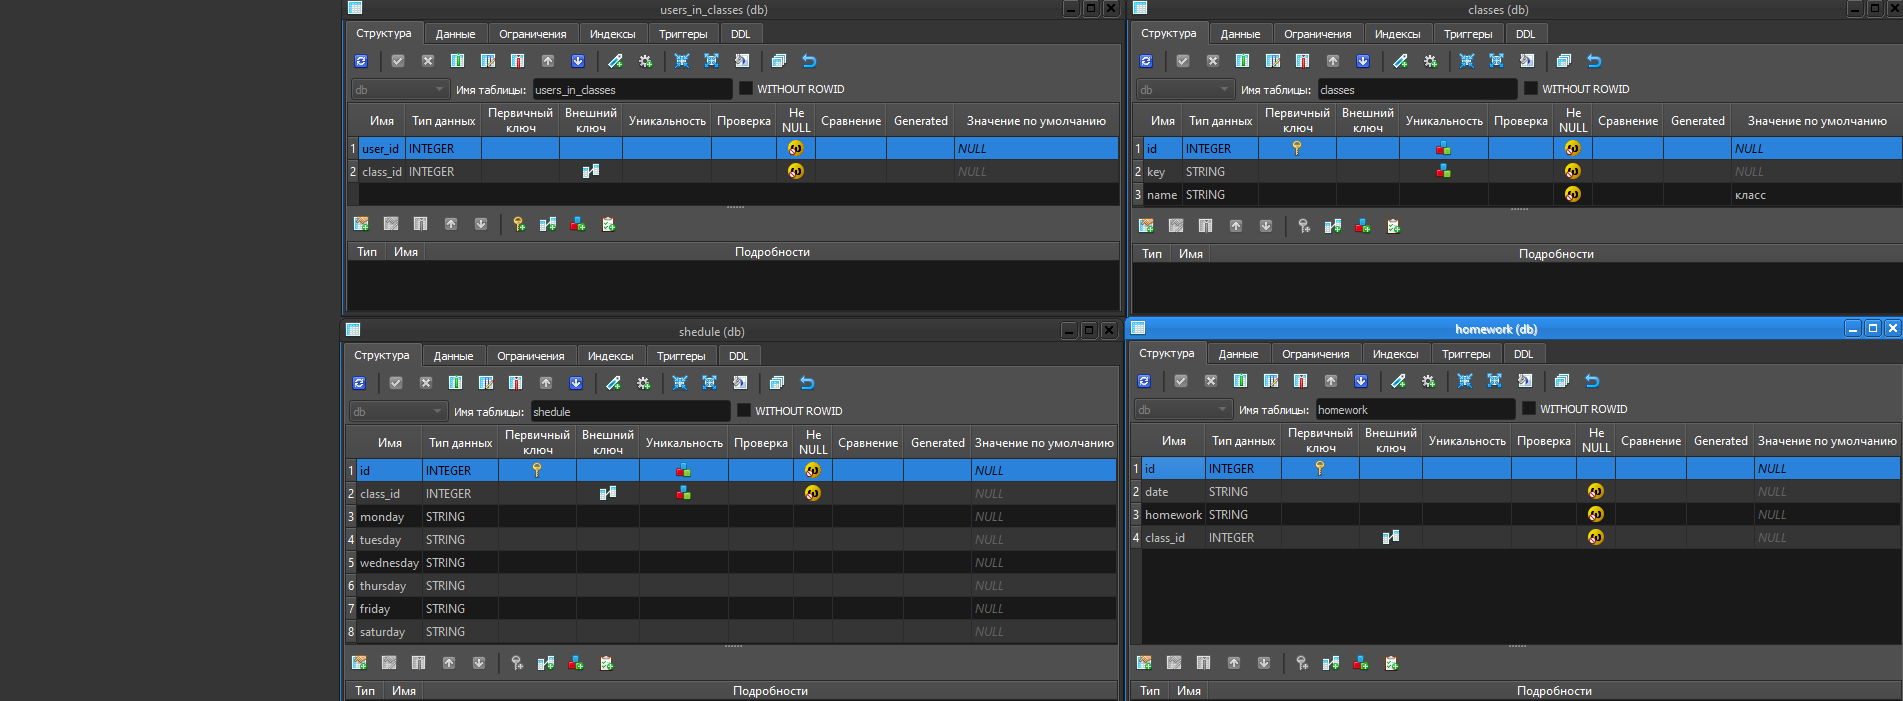 users_in_classes (db)
Структура Данные Ограничения Индексы Триггеры DDL
db Имя таблицы: users_in_classes WITHOUT ROWID
Имя Тип данных Первичный ключ Внешний ключ Уникальность Проверка Не NULL Сравнение Generated Значение по умолчанию
1 user_id INTEGER NULL
2 class_id INTEGER NULL
Тип Имя Подробности
classes (db)
Структура Данные Ограничения Индексы Триггеры DDL
db Имя таблицы: classes WITHOUT ROWID
Имя Тип данных Первичный ключ Внешний ключ Уникальность Проверка Не NULL Сравнение Generated Значение по умолчанию
1 id INTEGER NULL
2 key STRING NULL
3 name STRING класс
Тип Имя Подробности
shedule (db)
Структура Данные Ограничения Индексы Триггеры DDL
db Имя таблицы: shedule WITHOUT ROWID
Имя Тип данных Первичный ключ Внешний ключ Уникальность Проверка Не NULL Сравнение Generated Значение по умолчанию
1 id INTEGER NULL
2 class_id INTEGER NULL
3 monday STRING NULL
4 tuesday STRING NULL
5 wednesday STRING NULL
6 thursday STRING NULL
7 friday STRING NULL
8 saturday STRING NULL
Тип Имя Подробности
homework (db)
Структура Данные Ограничения Индексы Триггеры DDL
db Имя таблицы: homework WITHOUT ROWID
Имя Тип данных Первичный ключ Внешний ключ Уникальность Проверка Не NULL Сравнение Generated Значение по умолчанию
1 id INTEGER NULL
2 date STRING NULL
3 homework STRING NULL
4 class_id INTEGER NULL
Тип Имя Подробности